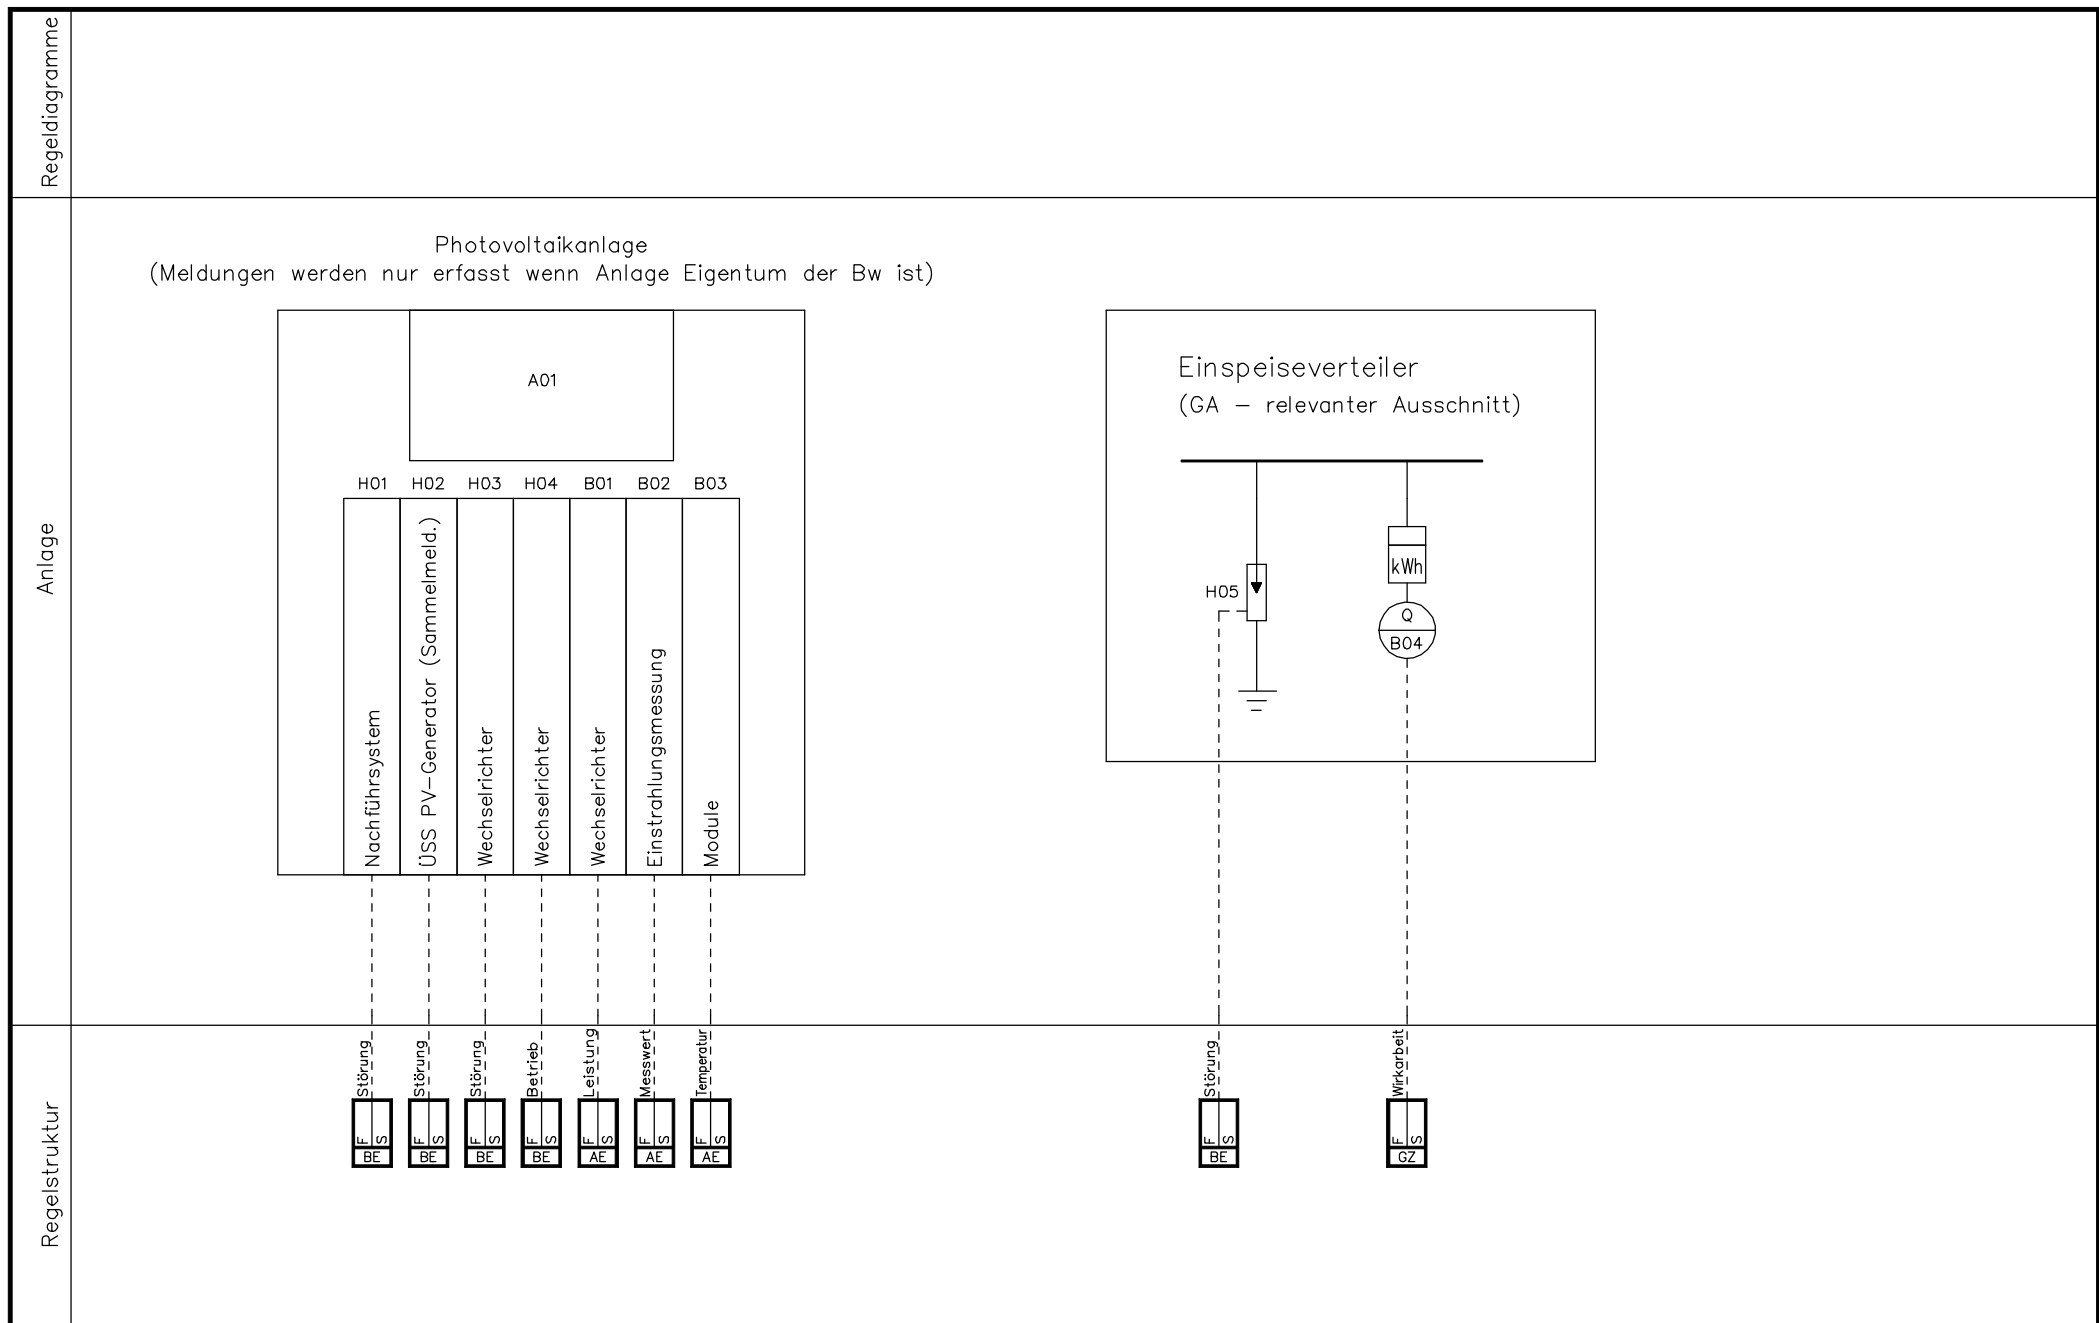 Regeldiagramme
Anlage
Photovoltaikanlage
(Meldungen werden nur erfasst wenn Anlage Eigentum der Bw ist)
A01
H01 H02 H03 H04 B01 B02 B03
Nachführsystem
ÜSS PV-Generator (Sammelmeld.)
Wechselrichter
Wechselrichter
Wechselrichter
Einstrahlungsmessung
Module
Einspeiseverteiler
(GA - relevanter Ausschnitt)
H05
kWh
Q
B04
Regelstruktur
Störung
Störung
Störung
Betrieb
Leistung
Messwert
Temperatur
Störung
Wirkarbeit
F S F S F S F S F S F S F S F S F S
BE BE BE BE AE AE AE BE GZ